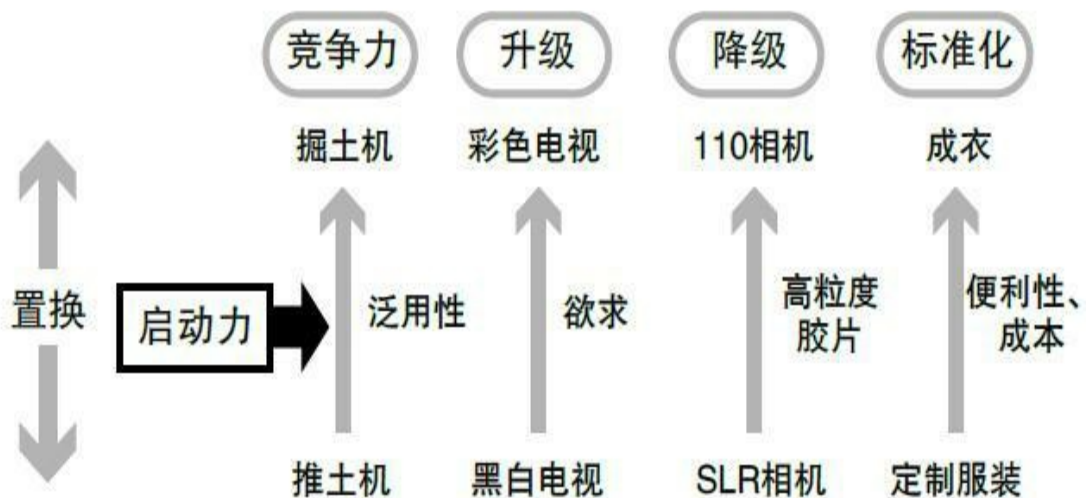 竞争力 升级 降级 标准化
掘土机 彩色电视 110相机 成衣
置换
启动力
泛用性
欲求
高粒度
胶片
便利性、
成本
推土机 黑白电视 SLR相机 定制服装